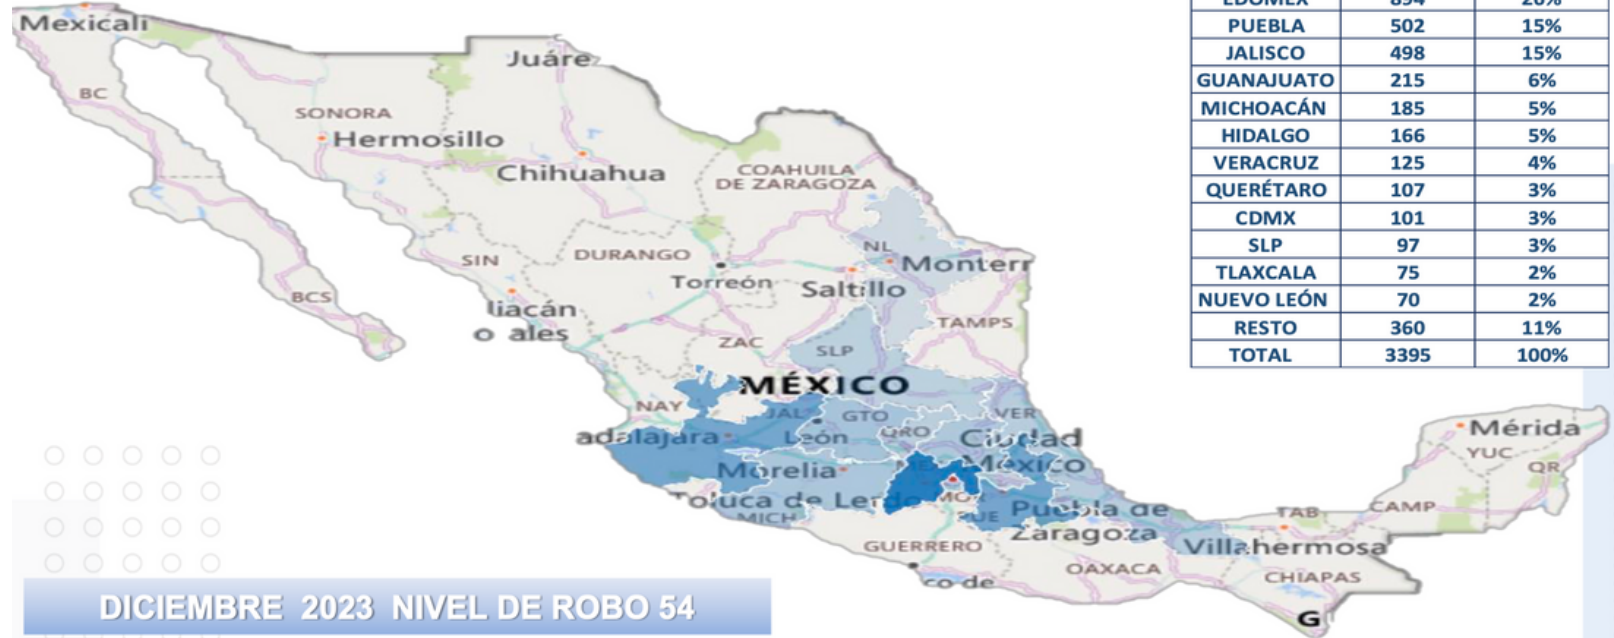 EDOMEX 894 26%
PUEBLA 502 15%
JALISCO 498 15%
GUANAJUATO 215 6%
MICHOACÁN 185 5%
HIDALGO 166 5%
VERACRUZ 125 4%
QUERÉTARO 107 3%
CDMX 101 3%
SLP 97 3%
TLAXCALA 75 2%
NUEVO LEÓN 70 2%
RESTO 360 11%
TOTAL 3395 100%
Mexicali
Juáre
BC
SONORA
Hermosillo
Chihuahua
COAHUILA
DE ZARAGOZA
NL
Monterr
SIN
DURANGO
Torreón
Saltillo
BCS
liacán
o ales
TAMPS
ZAC
SLP
MÉXICO
NAY
JAL
GTO
VER
adalajara
León
QRO
Ciudad
México
Morelia
Toluca de Lerdo
MOR
MICH
PUE
Puebla de
Zaragoza
Mérida
YUC
QR
CAMP
TAB
Villahermosa
GUERRERO
OAXACA
CHIAPAS
co de
G
DICIEMBRE 2023 NIVEL DE ROBO 54